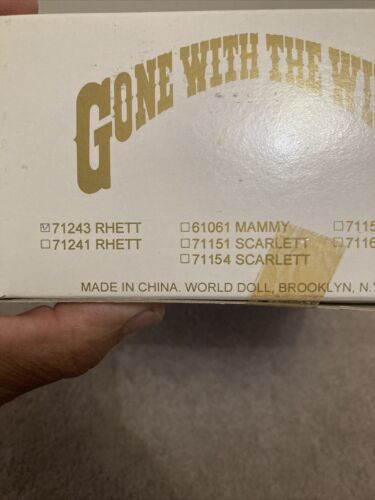 GONE WITH THE WI
☑71243 RHETT ☐61061 MAMMY ☐7115
☐71241 RHETT ☐71151 SCARLETT ☐7116
☐71154 SCARLETT
MADE IN CHINA. WORLD DOLL, BROOKLYN, N.Y